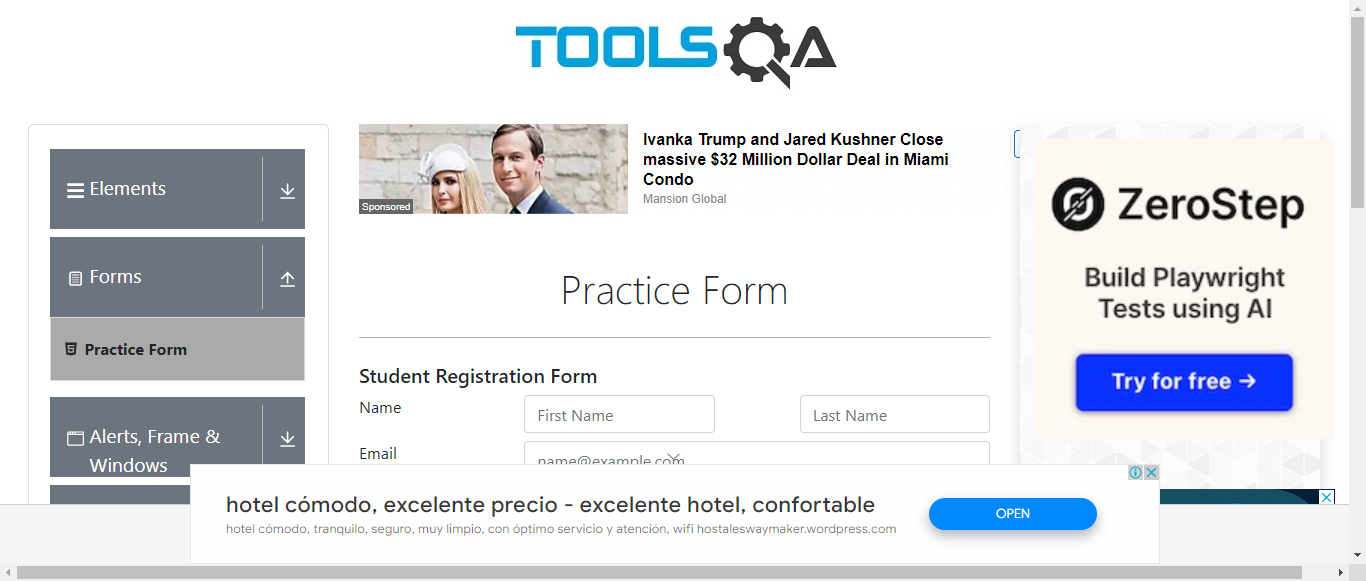 TOOLSQA
Elements
Forms
Practice Form
Alerts, Frame &
Windows
Sponsored
Ivanka Trump and Jared Kushner Close
massive $32 Million Dollar Deal in Miami
Condo
Mansion Global
Practice Form
Student Registration Form
Name
First Name
Last Name
Email
name@example.com
ZeroStep
Build Playwright
Tests using AI
Try for free →
hotel cómodo, excelente precio - excelente hotel, confortable
hotel cómodo, tranquilo, seguro, muy limpio, con óptimo servicio y atención, wifi hostaleswaymaker.wordpress.com
OPEN